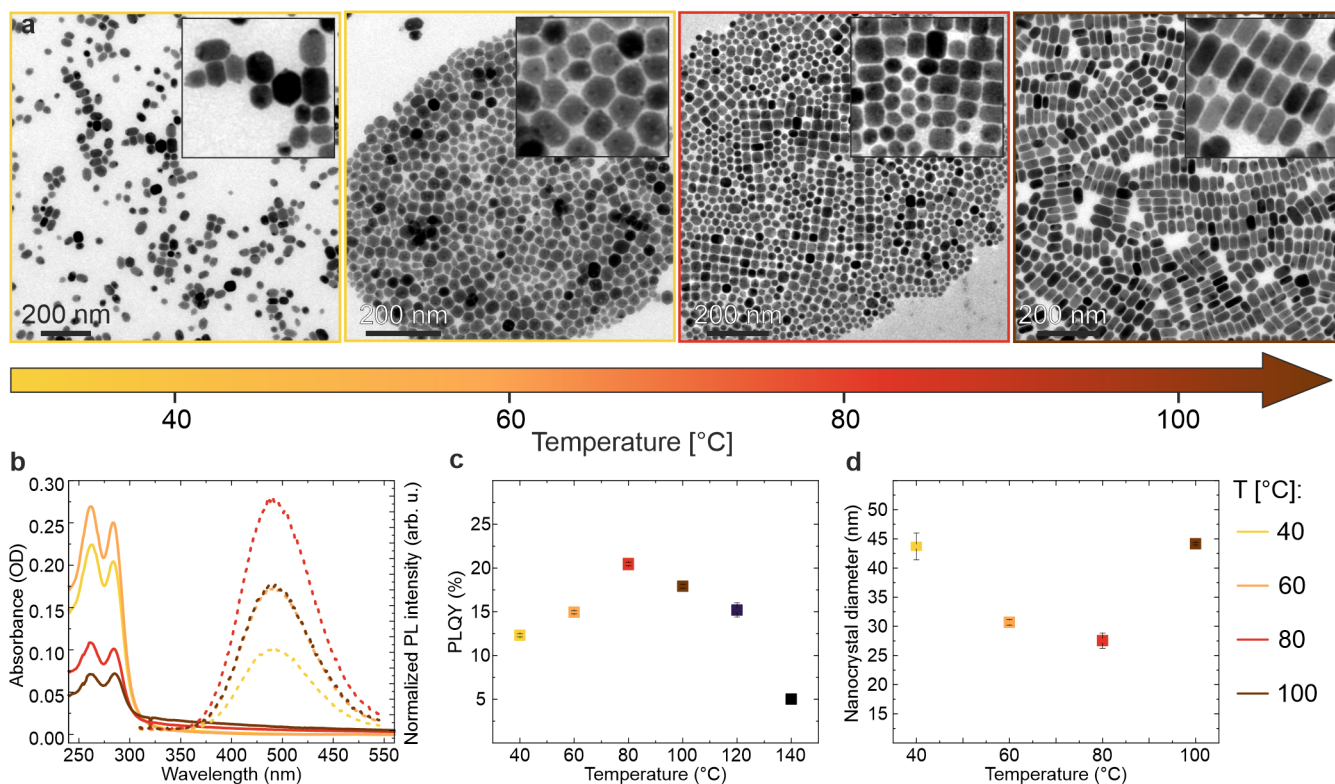 a
200 nm
200 nm
200 nm
200 nm
40
60
80
100
Temperature [°C]
b
0.30
0.25
0.20
0.15
0.10
0.05
0.00
Absorbance (OD)
250
350
400
450
500
550
Wavelength (nm)
Normalized PL intensity (arb. u.)
c
25
20
15
10
5
PLQY (%)
40
60
80
100
120
140
Temperature (°C)
d
50
45
40
35
30
25
20
15
Nanocrystal diameter (nm)
40
60
80
100
Temperature (°C)
T [°C]:
40
60
80
100